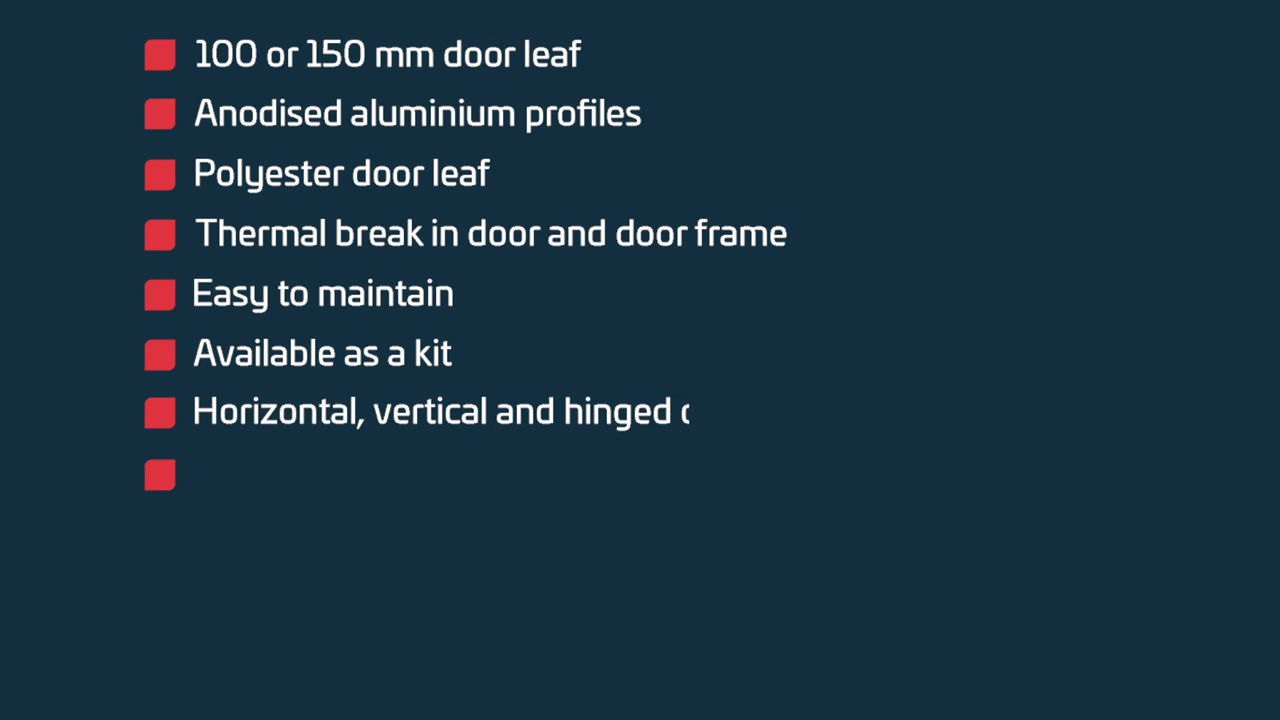 100 or 150 mm door leaf
Anodised aluminium profiles
Polyester door leaf
Thermal break in door and door frame
Easy to maintain
Available as a kit
Horizontal, vertical and hinged